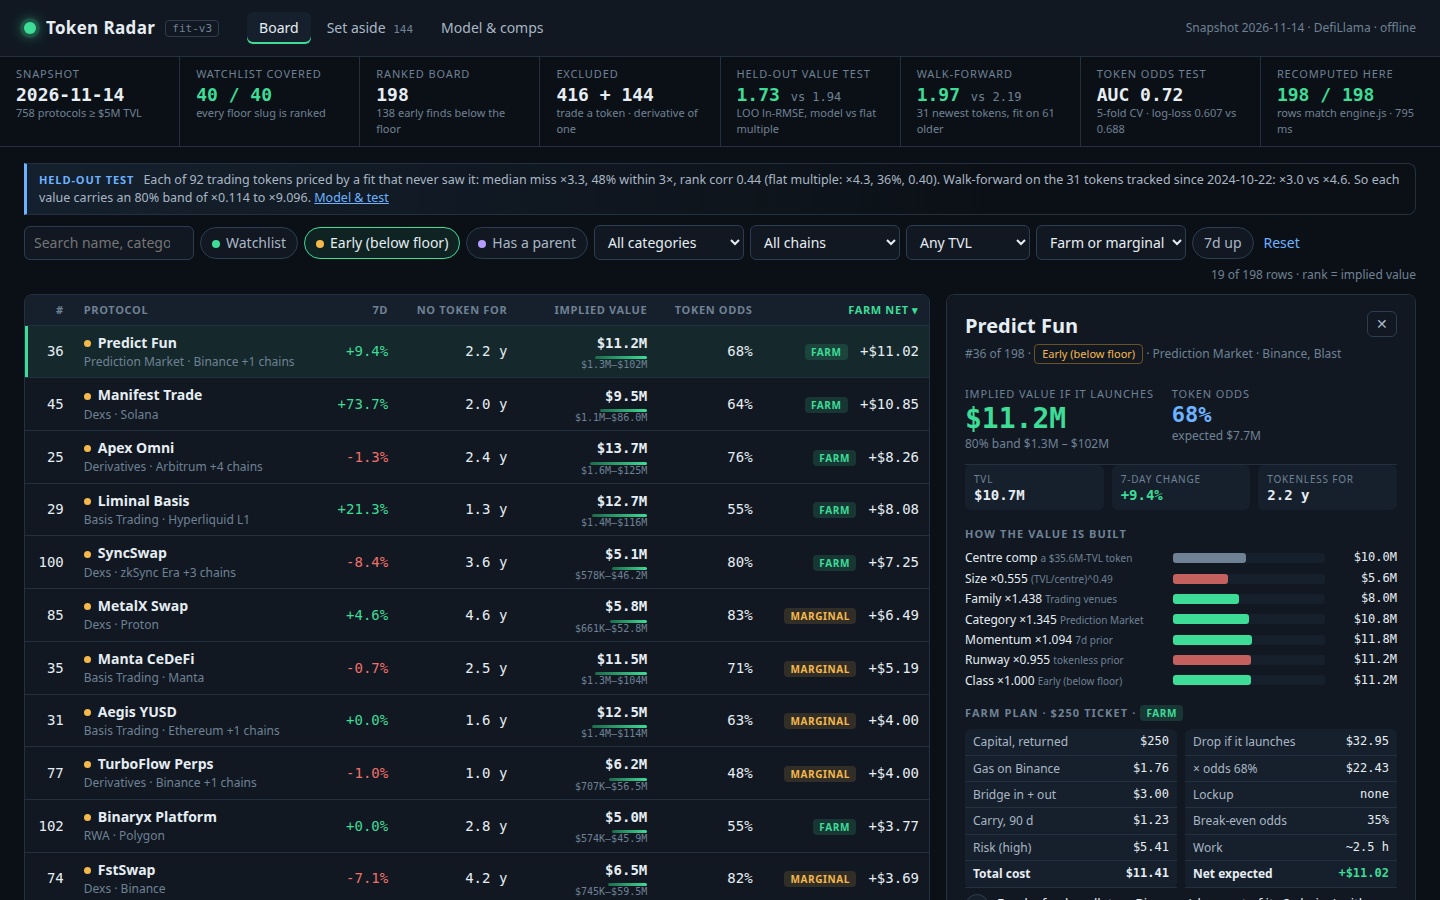 Token Radar fit-v3 Board Set aside 144 Model & comps Snapshot 2026-11-14 · DefiLlama · offline
SNAPSHOT
2026-11-14
758 protocols ≥ $5M TVL
WATCHLIST COVERED
40 / 40
every floor slug is ranked
RANKED BOARD
198
138 early finds below the
floor
EXCLUDED
416 + 144
trade a token · derivative of
one
HELD-OUT VALUE TEST
1.73 vs 1.94
LOO ln-RMSE, model vs flat
multiple
WALK-FORWARD
1.97 vs 2.19
31 newest tokens, fit on 61
older
TOKEN ODDS TEST
AUC 0.72
5-fold CV · log-loss 0.607 vs
0.688
RECOMPUTED HERE
198 / 198
rows match engine.js · 795
ms
HELD-OUT TEST Each of 92 trading tokens priced by a fit that never saw it: median miss ×3.3, 48% within 3×, rank corr 0.44 (flat multiple: ×4.3, 36%, 0.40). Walk-forward on the 31 tokens tracked since 2024-10-22: ×3.0 vs ×4.6. So each
value carries an 80% band of ×0.114 to ×9.096. Model & test
Search name, catego Watchlist Early (below floor) Has a parent All categories All chains Any TVL Farm or marginal 7d up Reset
19 of 198 rows · rank = implied value
# PROTOCOL 7D NO TOKEN FOR IMPLIED VALUE TOKEN ODDS FARM NET ▾
36 Predict Fun +9.4% 2.2 y $11.2M 68% FARM +$11.02
Prediction Market · Binance +1 chains $1.3M–$102M
45 Manifest Trade +73.7% 2.0 y $9.5M 64% FARM +$10.85
Dexs · Solana $1.1M–$86.0M
25 Apex Omni -1.3% 2.4 y $13.7M 76% FARM +$8.26
Derivatives · Arbitrum +4 chains $1.6M–$125M
29 Liminal Basis +21.3% 1.3 y $12.7M 55% FARM +$8.08
Basis Trading · Hyperliquid L1 $1.4M–$116M
100 SyncSwap -8.4% 3.6 y $5.1M 80% FARM +$7.25
Dexs · zkSync Era +3 chains $578K–$46.2M
85 MetalX Swap +4.6% 4.6 y $5.8M 83% MARGINAL +$6.49
Dexs · Proton $661K–$52.8M
35 Manta CeDeFi -0.7% 2.5 y $11.5M 71% MARGINAL +$5.19
Basis Trading · Manta $1.3M–$104M
31 Aegis YUSD +0.0% 1.6 y $12.5M 63% MARGINAL +$4.00
Basis Trading · Ethereum +1 chains $1.4M–$114M
77 TurboFlow Perps -1.0% 1.0 y $6.2M 48% MARGINAL +$4.00
Derivatives · Binance +1 chains $707K–$56.5M
102 Binaryx Platform +0.0% 2.8 y $5.0M 55% FARM +$3.77
RWA · Polygon $574K–$45.9M
74 FstSwap -7.1% 4.2 y $6.5M 82% MARGINAL +$3.69
Dexs · Binance $745K–$59.5M
Predict Fun ✕
#36 of 198 · Early (below floor) · Prediction Market · Binance, Blast
IMPLIED VALUE IF IT LAUNCHES
$11.2M
80% band $1.3M – $102M
TOKEN ODDS
68%
expected $7.7M
TVL
$10.7M
7-DAY CHANGE
+9.4%
TOKENLESS FOR
2.2 y
HOW THE VALUE IS BUILT
Centre comp a $35.6M-TVL token $10.0M
Size ×0.555 (TVL/centre)^0.49 $5.6M
Family ×1.438 Trading venues $8.0M
Category ×1.345 Prediction Market $10.8M
Momentum ×1.094 7d prior $11.8M
Runway ×0.955 tokenless prior $11.2M
Class ×1.000 Early (below floor) $11.2M
FARM PLAN · $250 TICKET · FARM
Capital, returned $250 Drop if it launches $32.95
Gas on Binance $1.76 × odds 68% $22.43
Bridge in + out $3.00 Lockup none
Carry, 90 d $1.23 Break-even odds 35%
Risk (high) $5.41 Work ~2.5 h
Total cost $11.41 Net expected +$11.02